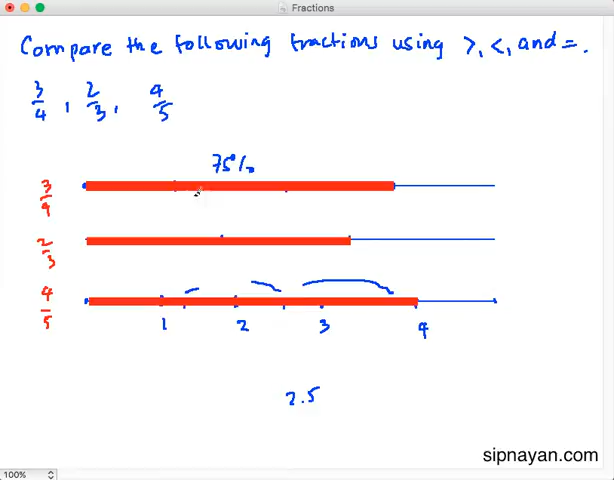 Fractions
Compare the following fractions using >, <, and =.
3/4, 2/3, 4/5
75%
3/4
2/3
4/5
1 2 3 4
2.5
sipnayan.com
100%